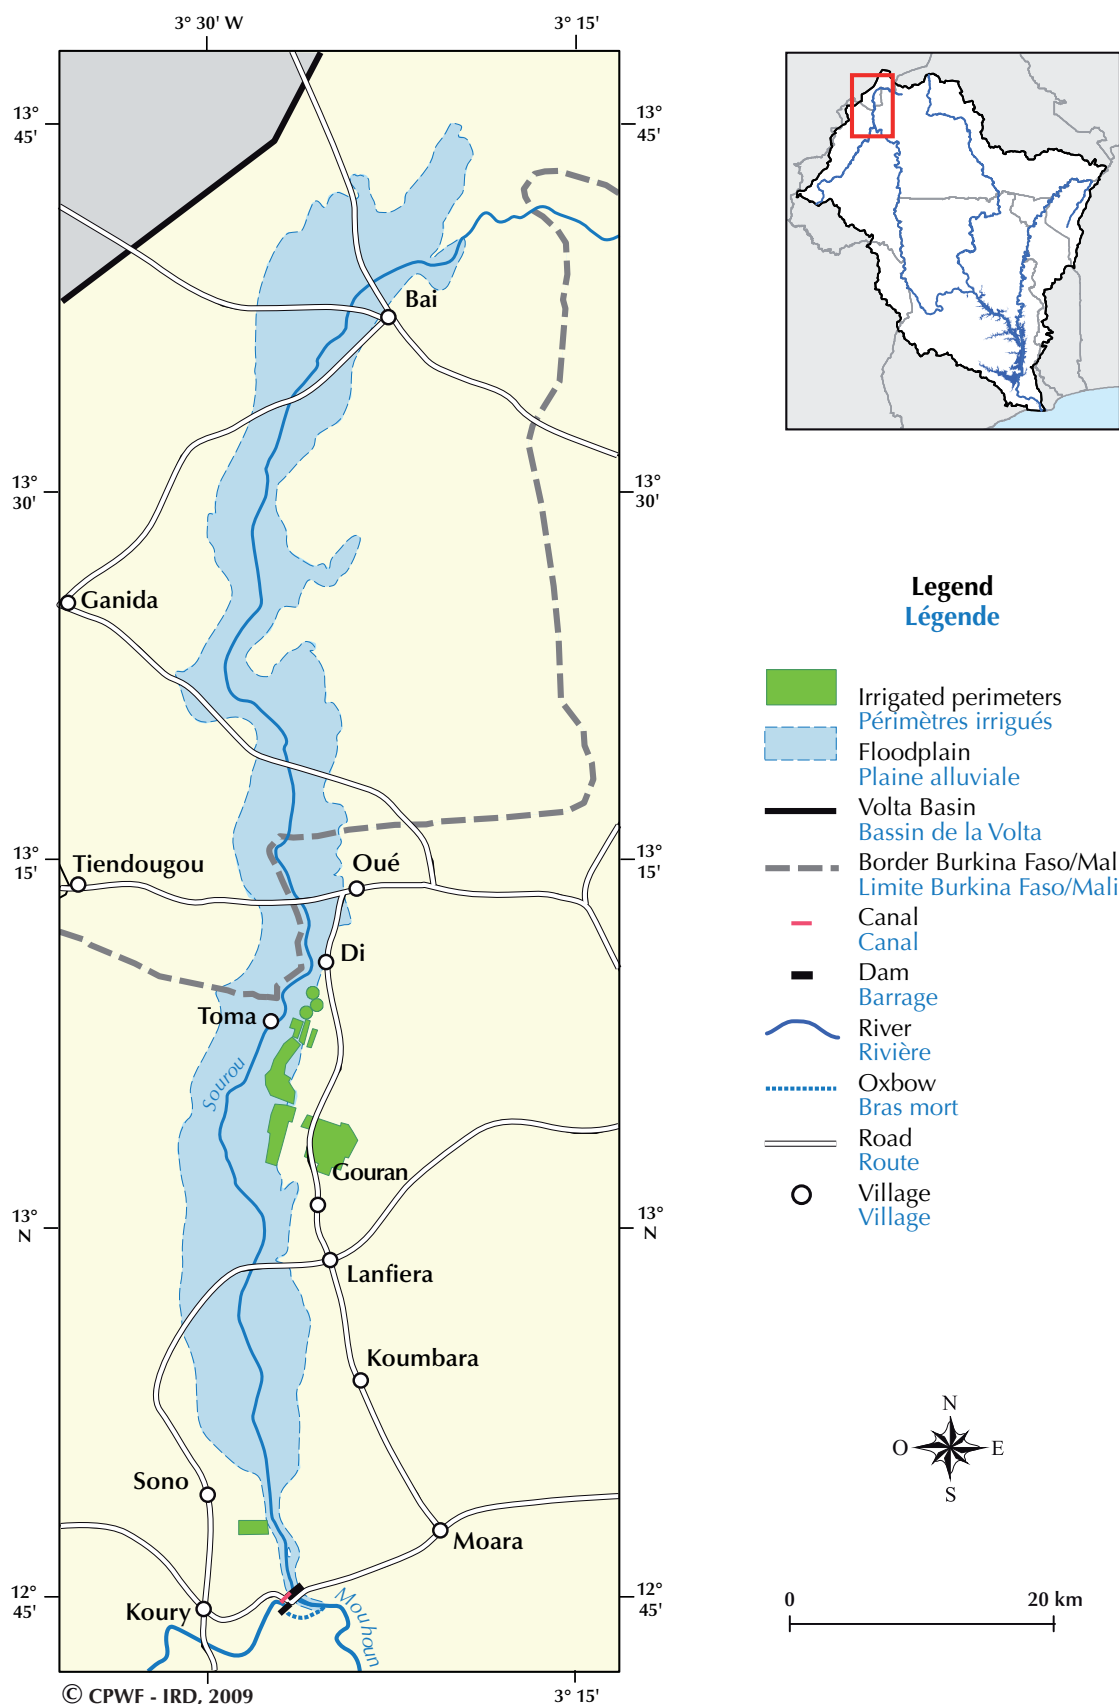 3° 30' W
3° 15'
13°
45'
13°
45'
Bai
13°
30'
13°
30'
Ganida
Legend
Légende
Irrigated perimeters
Périmètres irrigués
Floodplain
Plaine alluviale
Volta Basin
Bassin de la Volta
Border Burkina Faso/Mal
Limite Burkina Faso/Mali
Canal
Canal
Dam
Barrage
River
Rivière
Oxbow
Bras mort
Road
Route
Village
Village
13°
15'
13°
15'
Tiendougou
Oué
Di
Toma
Sourou
Gouran
13°
N
13°
N
Lanfiera
Koumbara
Sono
Moara
12°
45'
12°
45'
Koury
Mouhoun
N
O
E
S
0
20 km
© CPWF - IRD, 2009
3° 15'